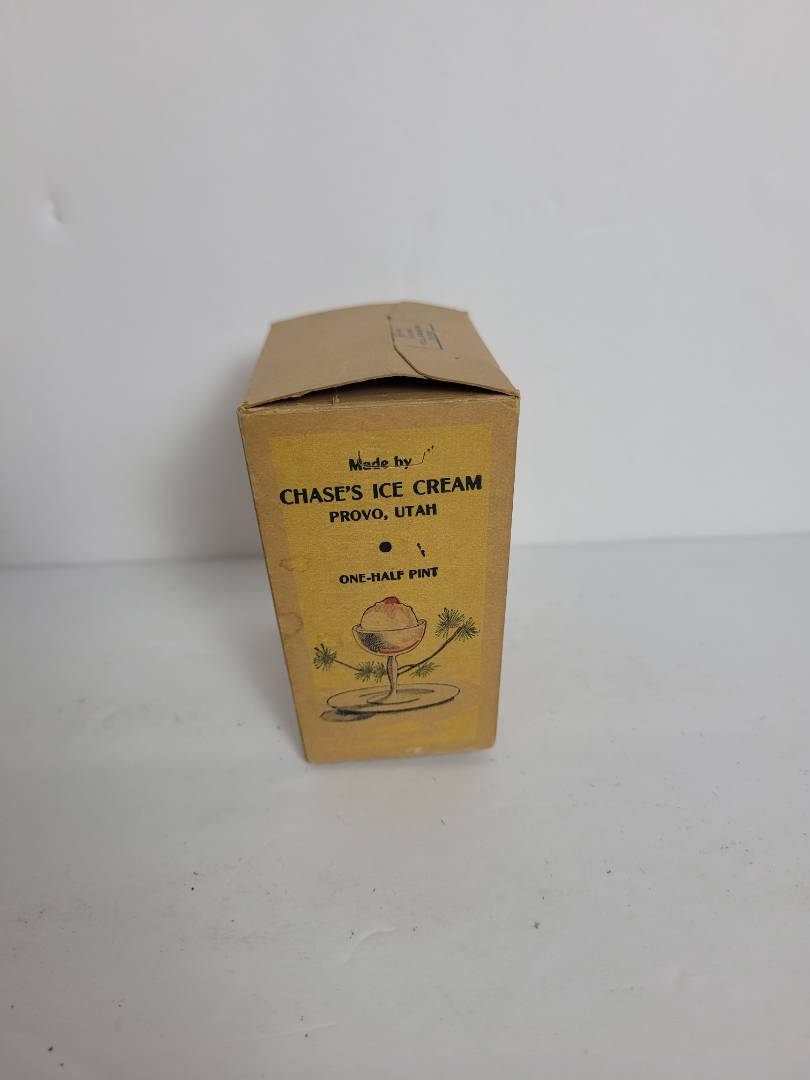 Made by
CHASE'S ICE CREAM
PROVO, UTAH
ONE-HALF PINT